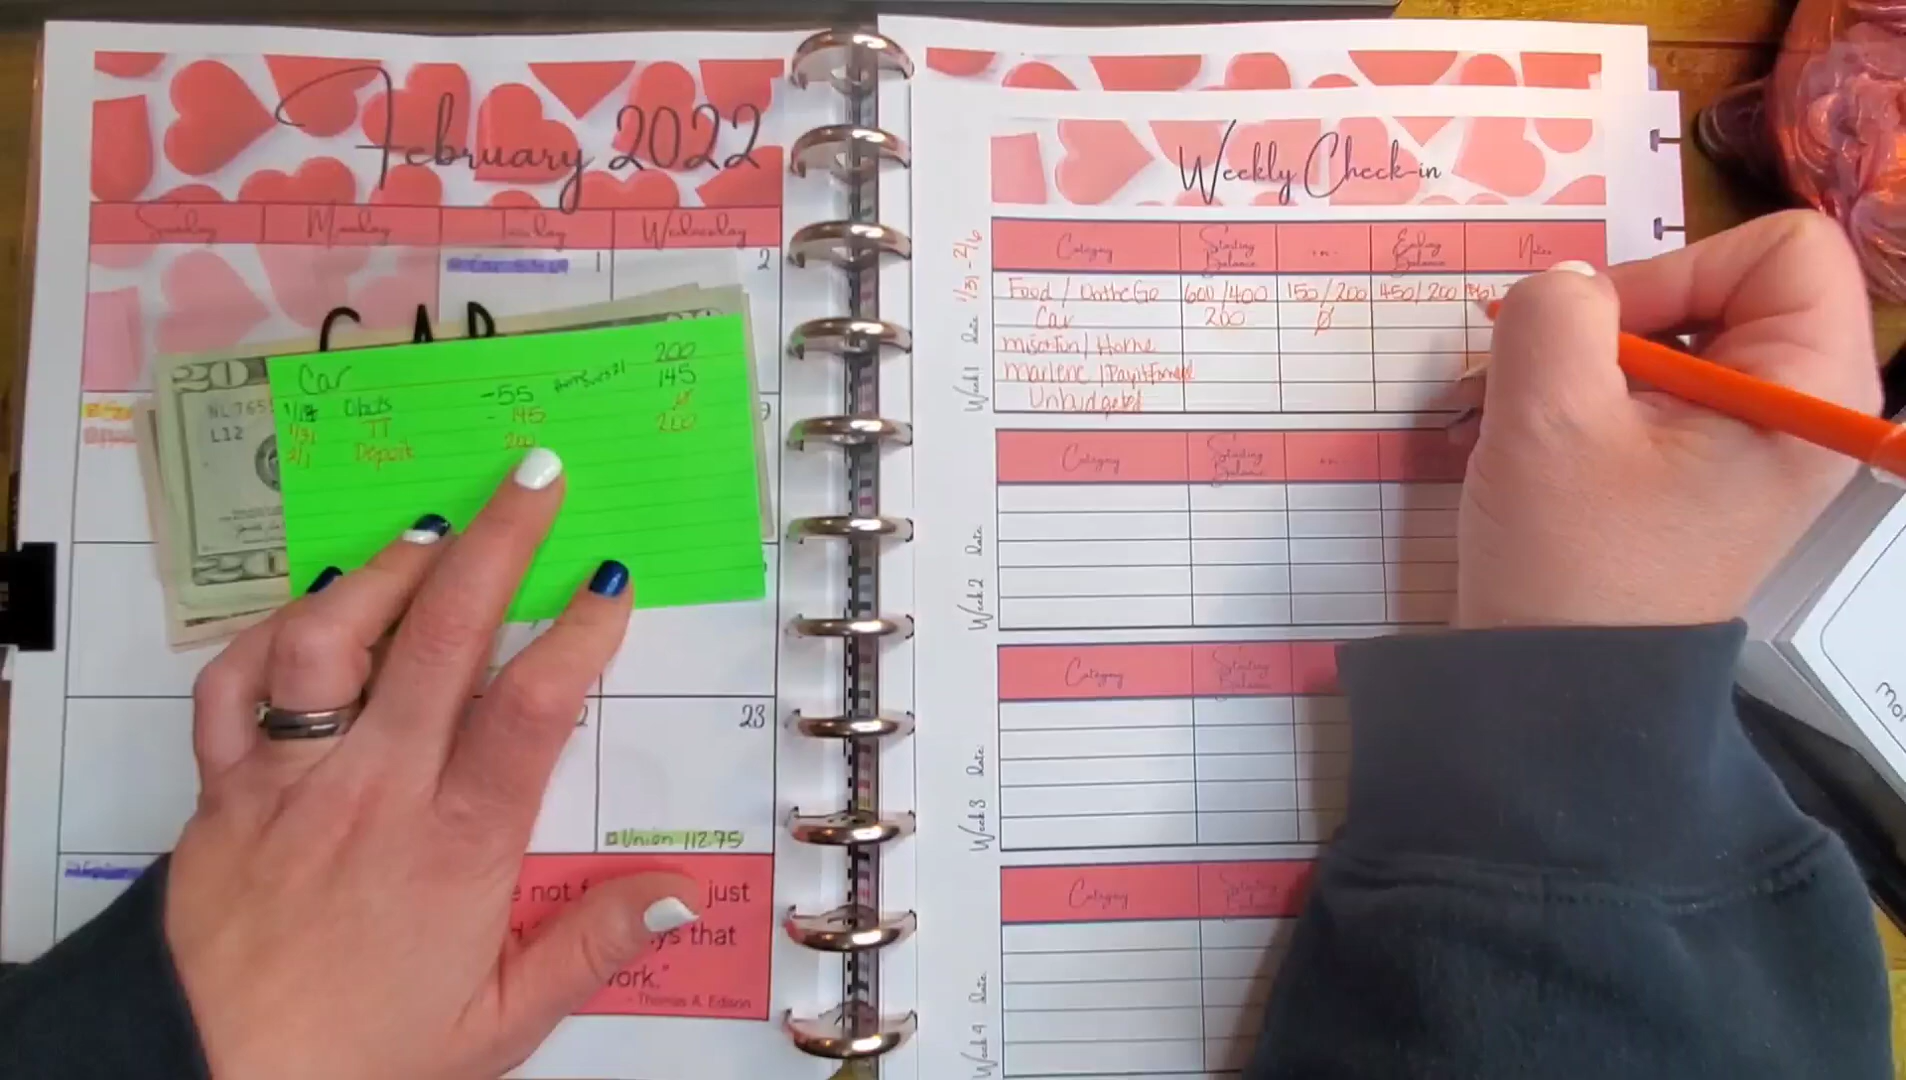 February 2022
Sunday Monday Tuesday Wednesday
1
2
CAR
20
20
Car 200
-55 145
1/31 TT -145 ø
2/1 Deposit 200 200
23
Union 112.75
just
that
work."
- Thomas A. Edison
Weekly Check-in
Category Starting Balance Ending Balance Notes
Week 1 Date 1/31 - 2/6
Food / On the Go 600/400 150/200 450/200
Car 200 ø
misc+fun / Home
Marlene / Pay it Forward
Unbudgeted
Category Starting Balance
Week 2 Date
Category Starting Balance
Week 3 Date
Category Starting Balance
Week 4 Date